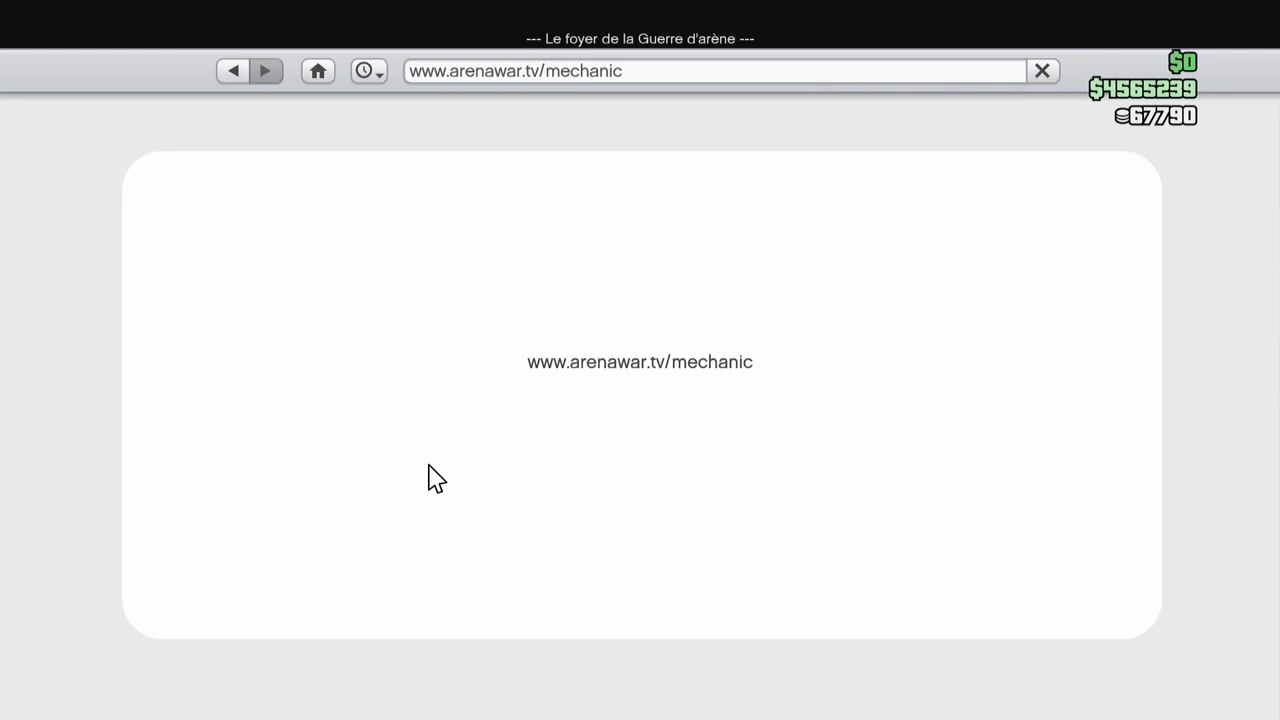 --- Le foyer de la Guerre d'arène ---
www.arenawar.tv/mechanic
$0
$4565239
67790
www.arenawar.tv/mechanic